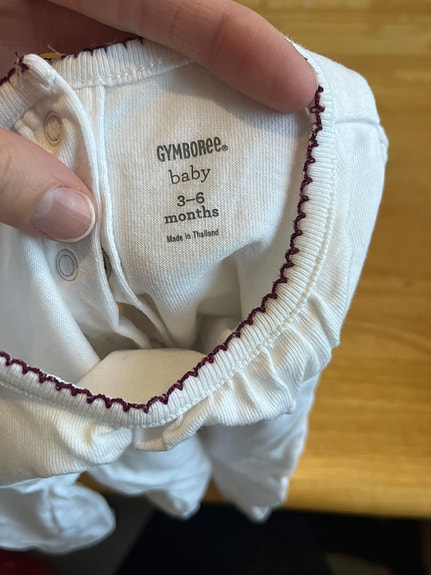 GYMBOREE®
baby
3–6
months
Made in Thailand